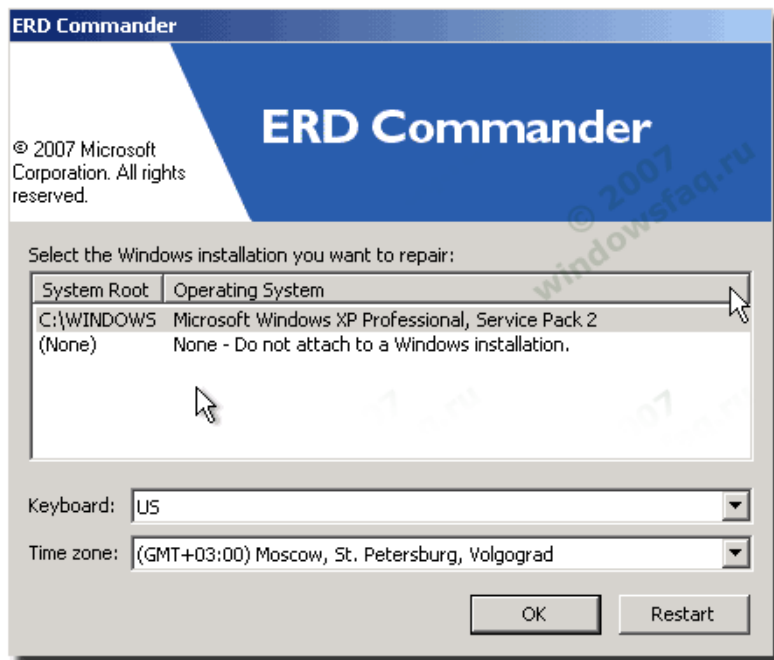 ERD Commander
ERD Commander
© 2007 Microsoft
Corporation. All rights
reserved.
© 2007
windowsfaq.ru
Select the Windows installation you want to repair:
System Root Operating System
C:\WINDOWS Microsoft Windows XP Professional, Service Pack 2
(None) None - Do not attach to a Windows installation.
Keyboard: US
Time zone: (GMT+03:00) Moscow, St. Petersburg, Volgograd
OK Restart